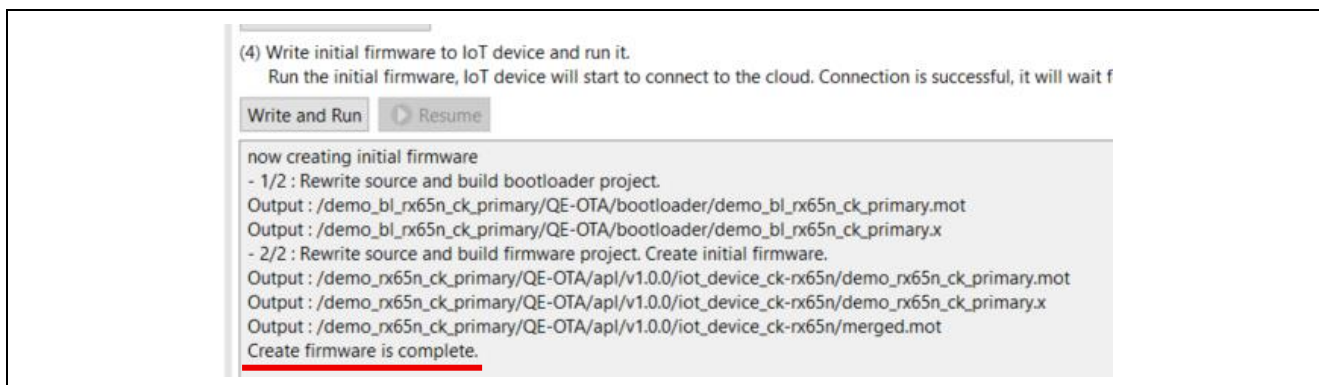 (4) Write initial firmware to IoT device and run it.
Run the initial firmware, IoT device will start to connect to the cloud. Connection is successful, it will wait f
Write and Run
Resume
now creating initial firmware
- 1/2 : Rewrite source and build bootloader project.
Output : /demo_bl_rx65n_ck_primary/QE-OTA/bootloader/demo_bl_rx65n_ck_primary.mot
Output : /demo_bl_rx65n_ck_primary/QE-OTA/bootloader/demo_bl_rx65n_ck_primary.x
- 2/2 : Rewrite source and build firmware project. Create initial firmware.
Output : /demo_rx65n_ck_primary/QE-OTA/apl/v1.0.0/iot_device_ck-rx65n/demo_rx65n_ck_primary.mot
Output : /demo_rx65n_ck_primary/QE-OTA/apl/v1.0.0/iot_device_ck-rx65n/demo_rx65n_ck_primary.x
Output : /demo_rx65n_ck_primary/QE-OTA/apl/v1.0.0/iot_device_ck-rx65n/merged.mot
Create firmware is complete.